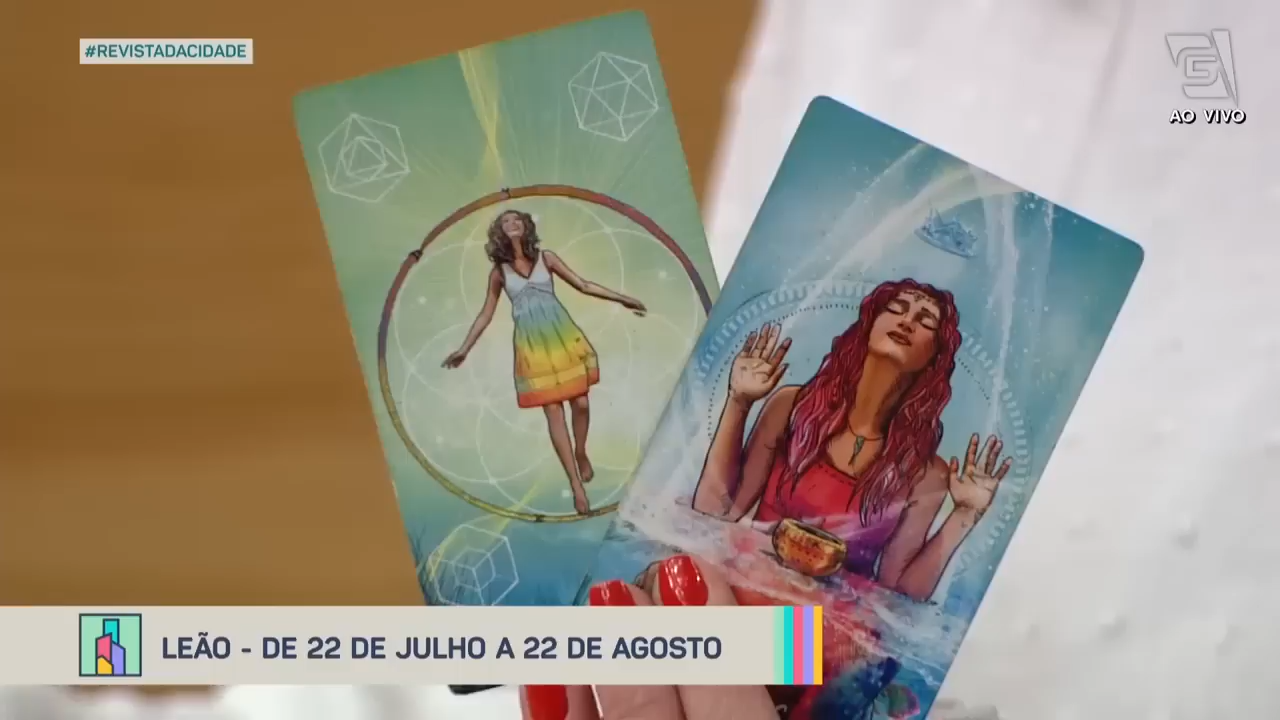 #REVISTADACIDADE
AO VIVO
LEÃO - DE 22 DE JULHO A 22 DE AGOSTO